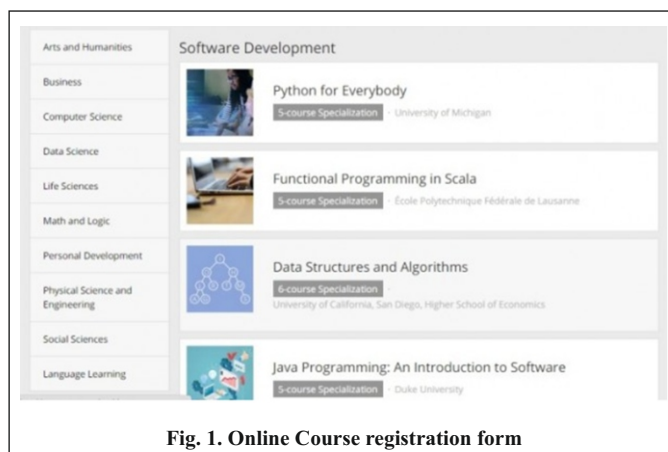 Arts and Humanities
Business
Computer Science
Data Science
Life Sciences
Math and Logic
Personal Development
Physical Science and
Engineering
Social Sciences
Language Learning
Software Development
Python for Everybody
5-course Specialization · University of Michigan
Functional Programming in Scala
5-course Specialization · École Polytechnique Fédérale de Lausanne
Data Structures and Algorithms
6-course Specialization ·
University of California, San Diego, Higher School of Economics
Java Programming: An Introduction to Software
5-course Specialization · Duke University
Fig. 1. Online Course registration form